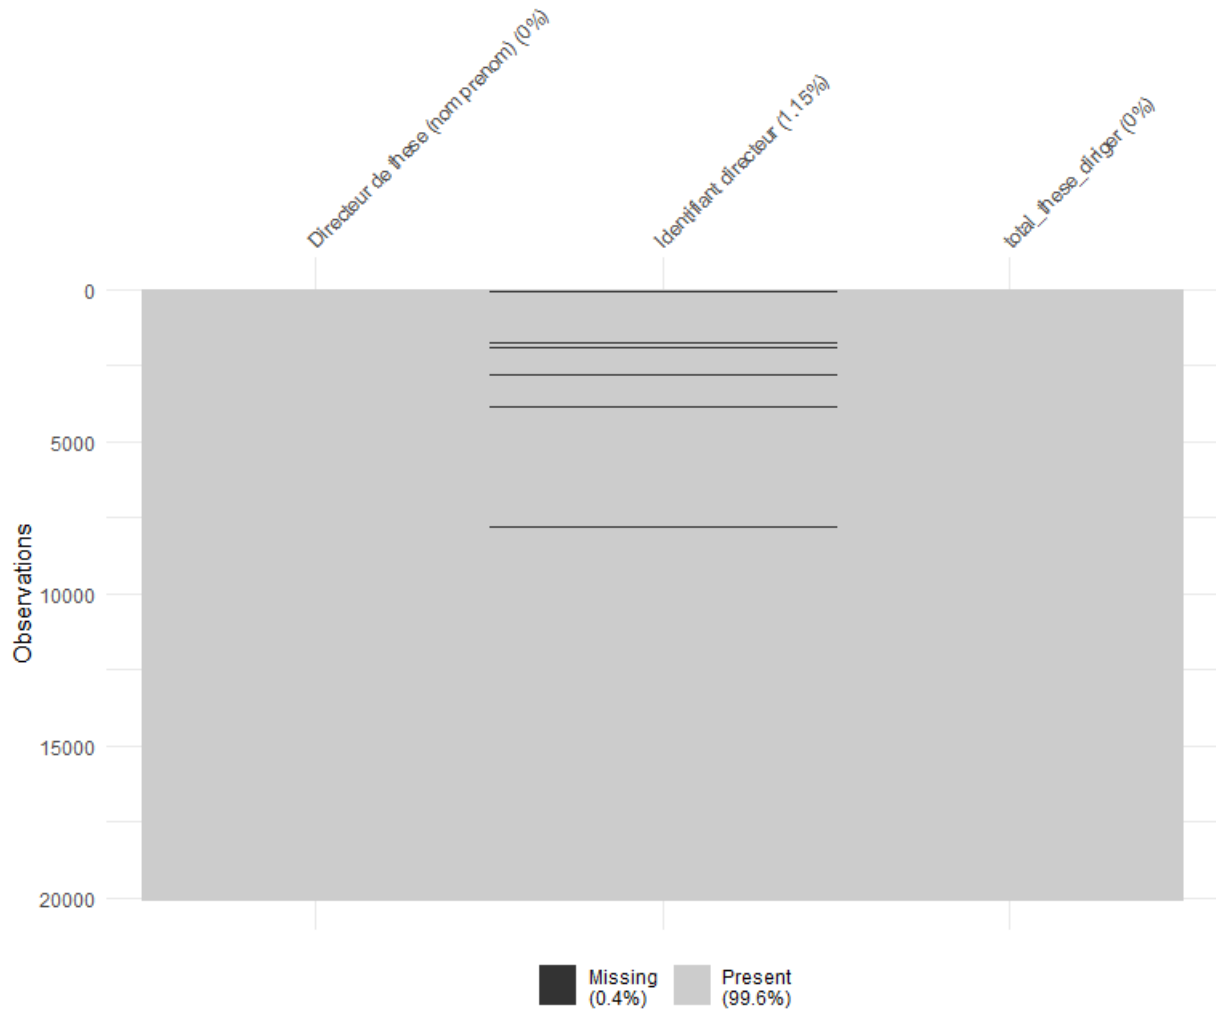 Directeur de these (nom prenom) (0%)
Identifiant directeur (1.15%)
total_these_diriger (0%)
0
5000
10000
15000
20000
Observations
Missing
(0.4%)
Present
(99.6%)